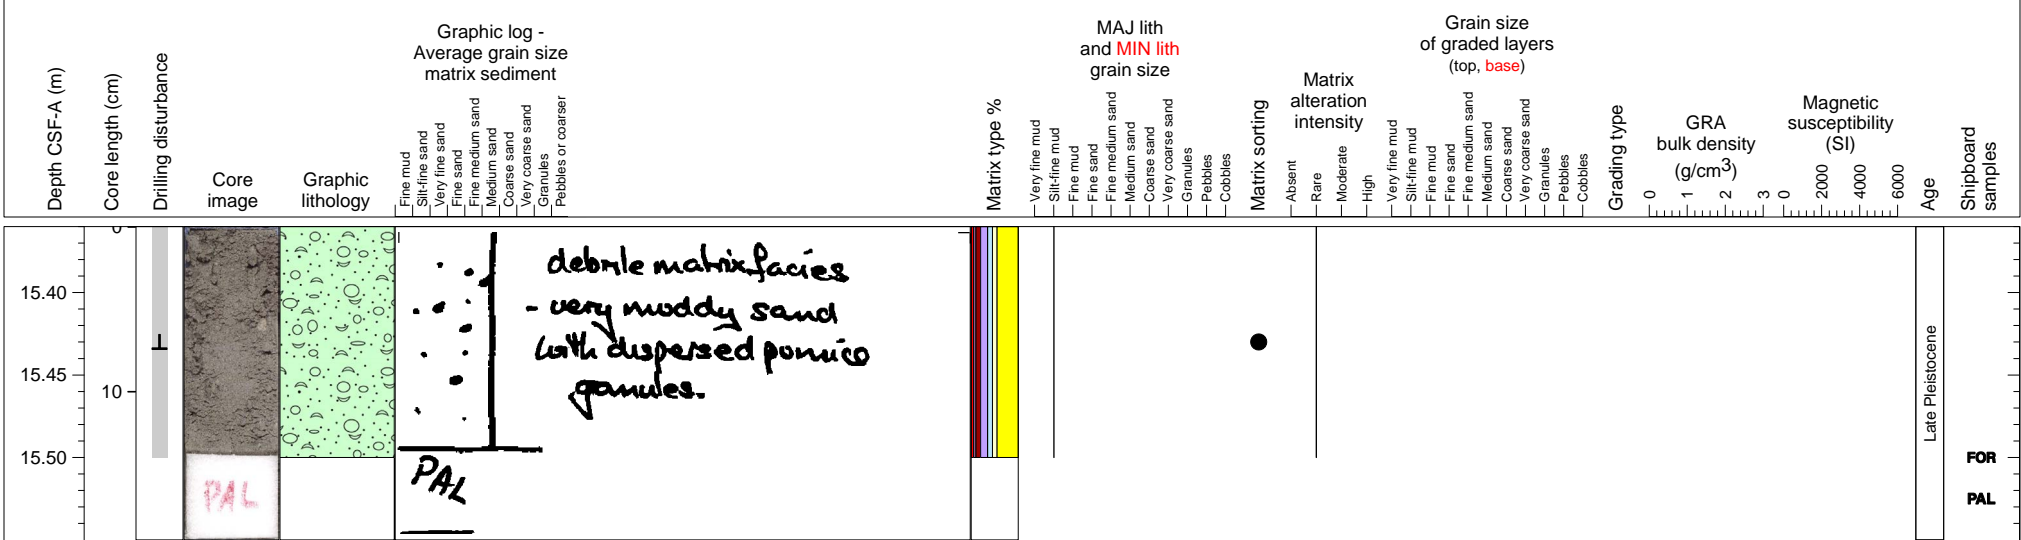 Depth CSF-A (m)
Core length (cm)
Drilling disturbance
Core
image
Graphic
lithology
Graphic log -
Average grain size
matrix sediment
Fine mud
Silt-fine sand
Very fine sand
Fine sand
Fine medium sand
Medium sand
Coarse sand
Very coarse sand
Granules
Pebbles or coarser
Matrix type %
MAJ lith
and MIN lith
grain size
Very fine mud
Silt-fine mud
Fine mud
Fine sand
Fine medium sand
Medium sand
Coarse sand
Very coarse sand
Granules
Pebbles
Cobbles
Matrix sorting
Matrix
alteration
intensity
Absent
Rare
Moderate
High
Grain size
of graded layers
(top, base)
Very fine mud
Silt-fine mud
Fine mud
Fine sand
Fine medium sand
Medium sand
Coarse sand
Very coarse sand
Granules
Pebbles
Cobbles
Grading type
GRA
bulk density
(g/cm3)
0 1 2 3
Magnetic
susceptibility
(SI)
0 2000 4000 6000
Age
Shipboard
samples
0
15.40
15.45
10
15.50
debrite matrix facies
- very muddy sand
with dispersed pumice
ganules.
PAL
PAL
Late Pleistocene
FOR
PAL